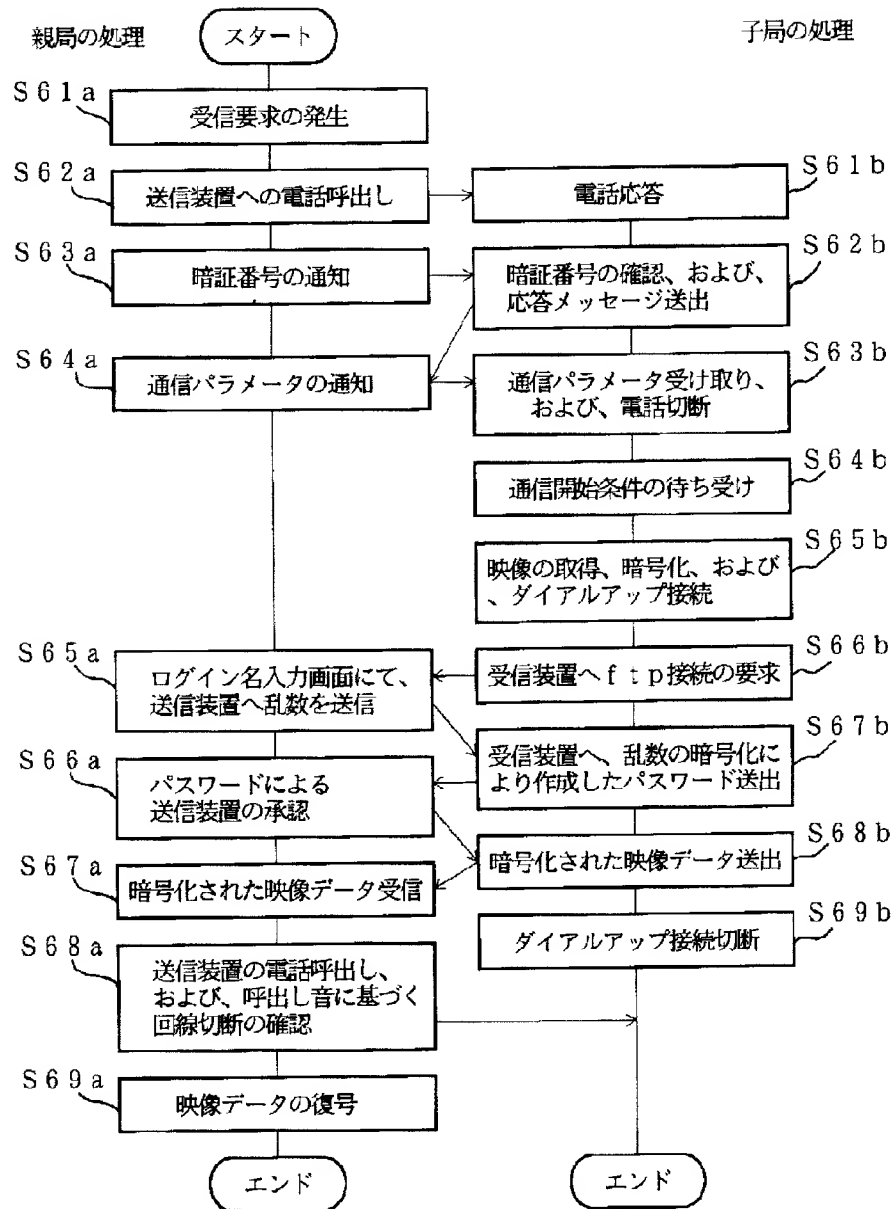 親局の処理
スタート
子局の処理
S61a
受信要求の発生
S62a
送信装置への電話呼出し
S61b
電話応答
S63a
暗証番号の通知
S62b
暗証番号の確認、および、
応答メッセージ送出
S64a
通信パラメータの通知
S63b
通信パラメータ受け取り、
および、電話切断
S64b
通信開始条件の待ち受け
S65b
映像の取得、暗号化、および
、ダイアルアップ接続
S65a
ログイン名入力画面にて、
送信装置へ乱数を送信
S66b
受信装置へftp接続の要求
S67b
受信装置へ、乱数の暗号化に
より作成したパスワード送出
S66a
パスワードによる
送信装置の承認
S68b
暗号化された映像データ送出
S67a
暗号化された映像データ受信
S69b
ダイアルアップ接続切断
S68a
送信装置の電話呼出し、
および、呼出し音に基づく
回線切断の確認
S69a
映像データの復号
エンド
エンド